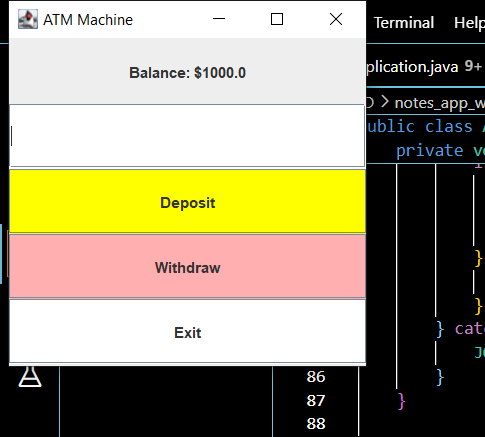 ATM Machine
Terminal
Help
Balance: $1000.0
plication.java 9+
notes_app_w
ublic class
private
Deposit
}
Withdraw
}
Exit
} cat
86
}
87
}
88